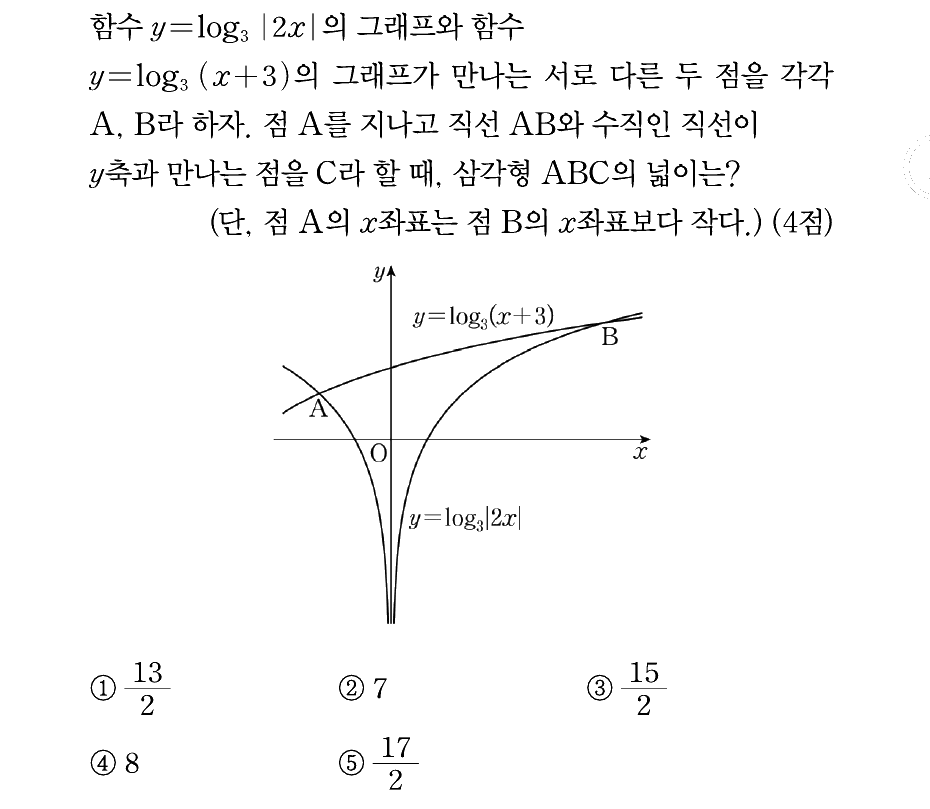 함수 y=log₃ |2x|의 그래프와 함수
y=log₃ (x+3)의 그래프가 만나는 서로 다른 두 점을 각각
A, B라 하자. 점 A를 지나고 직선 AB와 수직인 직선이
y축과 만나는 점을 C라 할 때, 삼각형 ABC의 넓이는?
(단, 점 A의 x좌표는 점 B의 x좌표보다 작다.) (4점)
y
y=log₃(x+3)
B
A
O
x
y=log₃|2x|
① 13/2 ② 7 ③ 15/2
④ 8 ⑤ 17/2